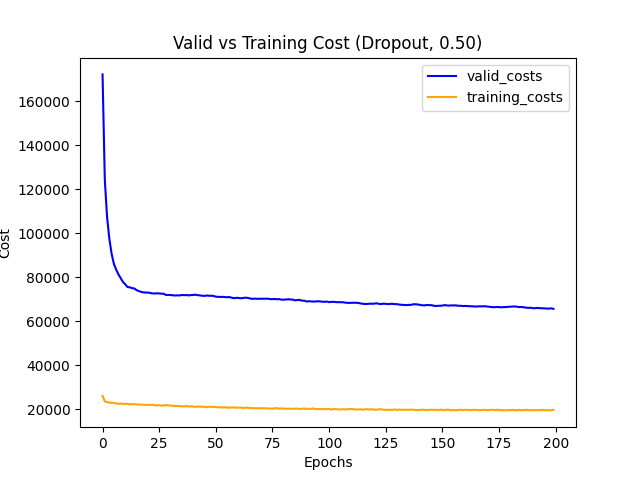 Valid vs Training Cost (Dropout, 0.50)
valid_costs
training_costs
160000
140000
120000
100000
80000
60000
40000
20000
Cost
0 25 50 75 100 125 150 175 200
Epochs